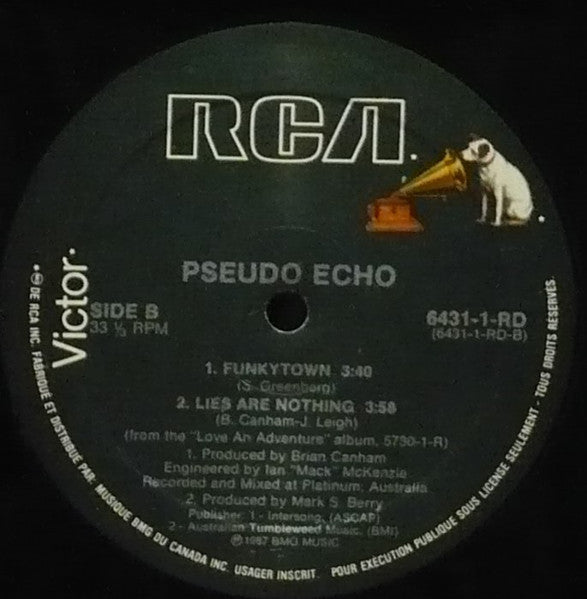 RCA
Victor.
PSEUDO ECHO
SIDE B
33 ⅓ RPM
6431-1-RD
(6431-1-RD-B)
1. FUNKYTOWN 3:40
(S. Greenberg)
2. LIES ARE NOTHING 3:58
(B. Canham-J. Leigh)
(from the "Love An Adventure" album, 5730-1-R)
1. Produced by Brian Canham
Engineered by Ian "Mack" McKenzie
Recorded and Mixed at Platinum, Australia
2. Produced by Mark S. Berry
Publisher: 1 - Intersong, (ASCAP)
2 - Australian Tumbleweed Music, (BMI)
℗ 1987 BMG MUSIC
• ® DE RCA INC. FABRIQUÉ ET DISTRIBUÉ PAR: MUSIQUE BMG DU CANADA INC. USAGER INSCRIT. POUR EXÉCUTION PUBLIQUE SOUS LICENSE SEULEMENT - TOUS DROITS RÉSERVÉS.